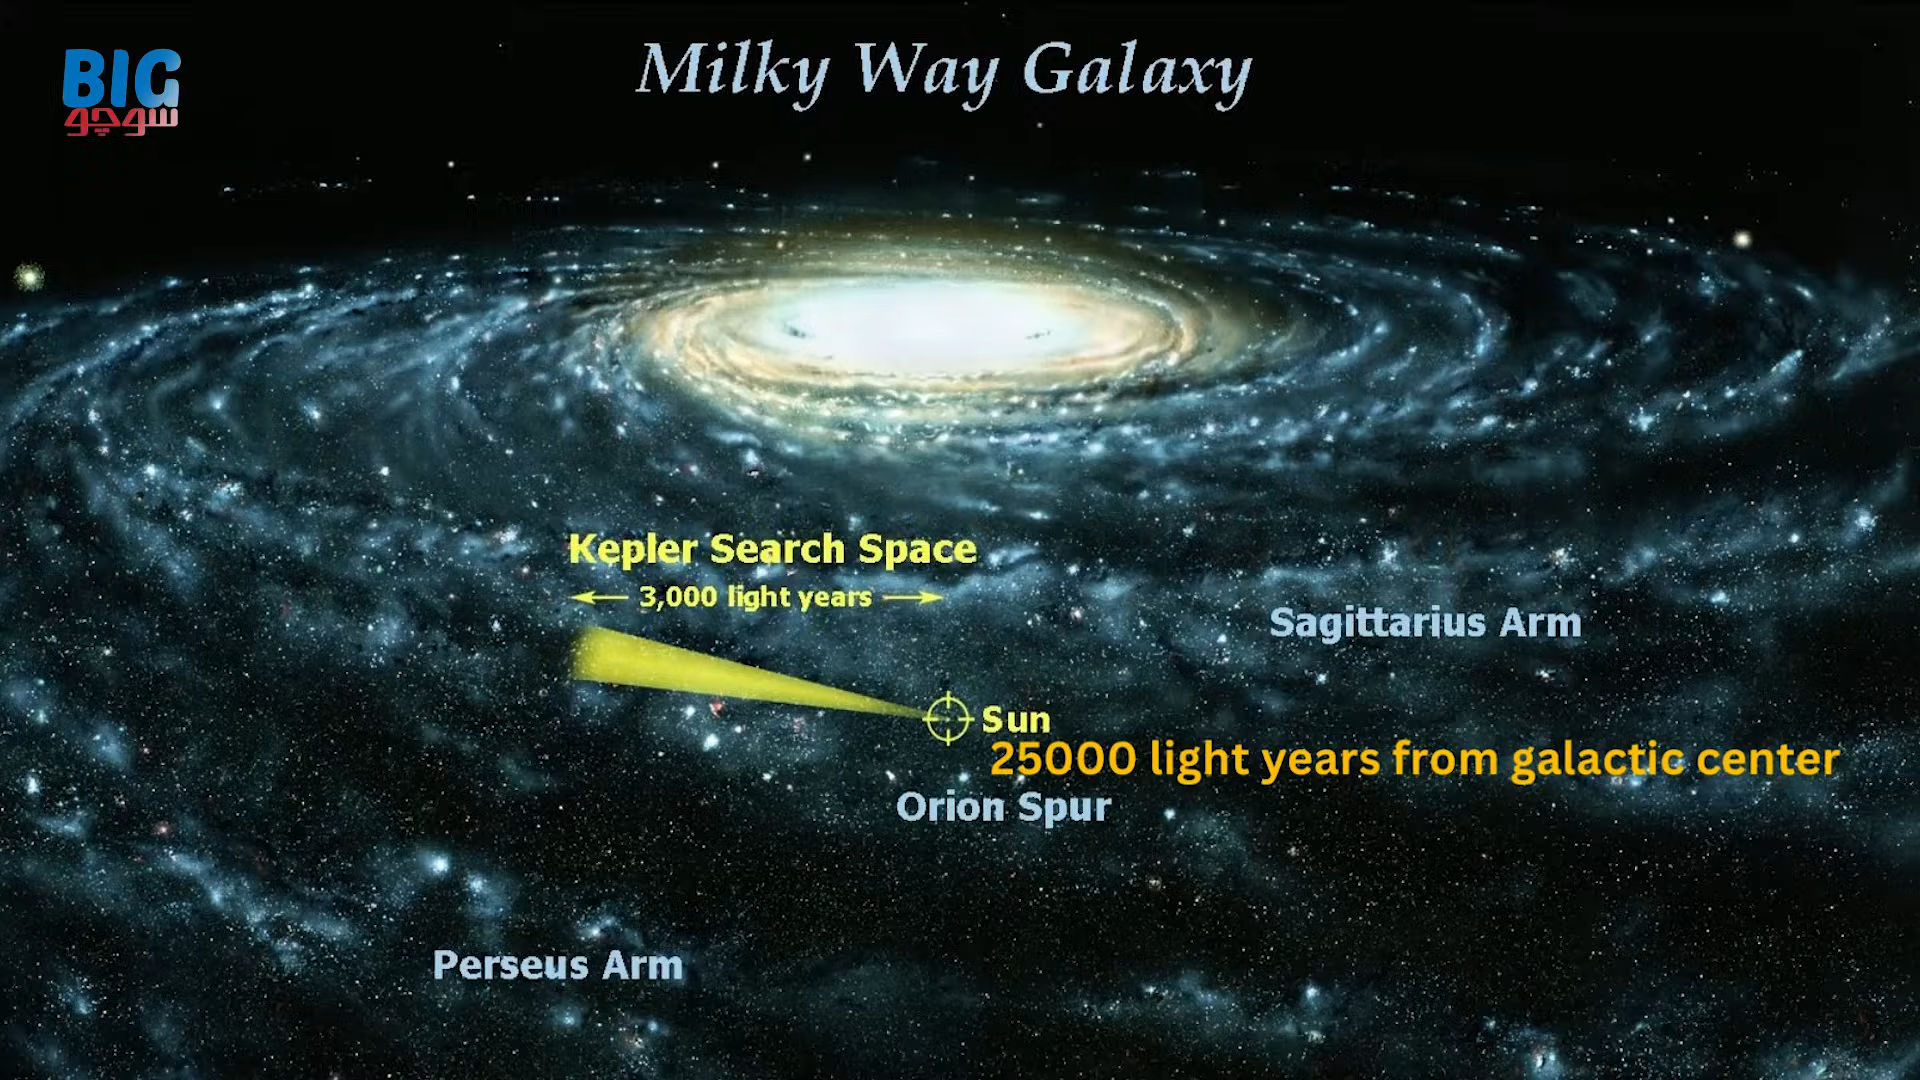 Milky Way Galaxy
BIG
سوچو
Kepler Search Space
3,000 light years
Sagittarius Arm
Sun
25000 light years from galactic center
Orion Spur
Perseus Arm